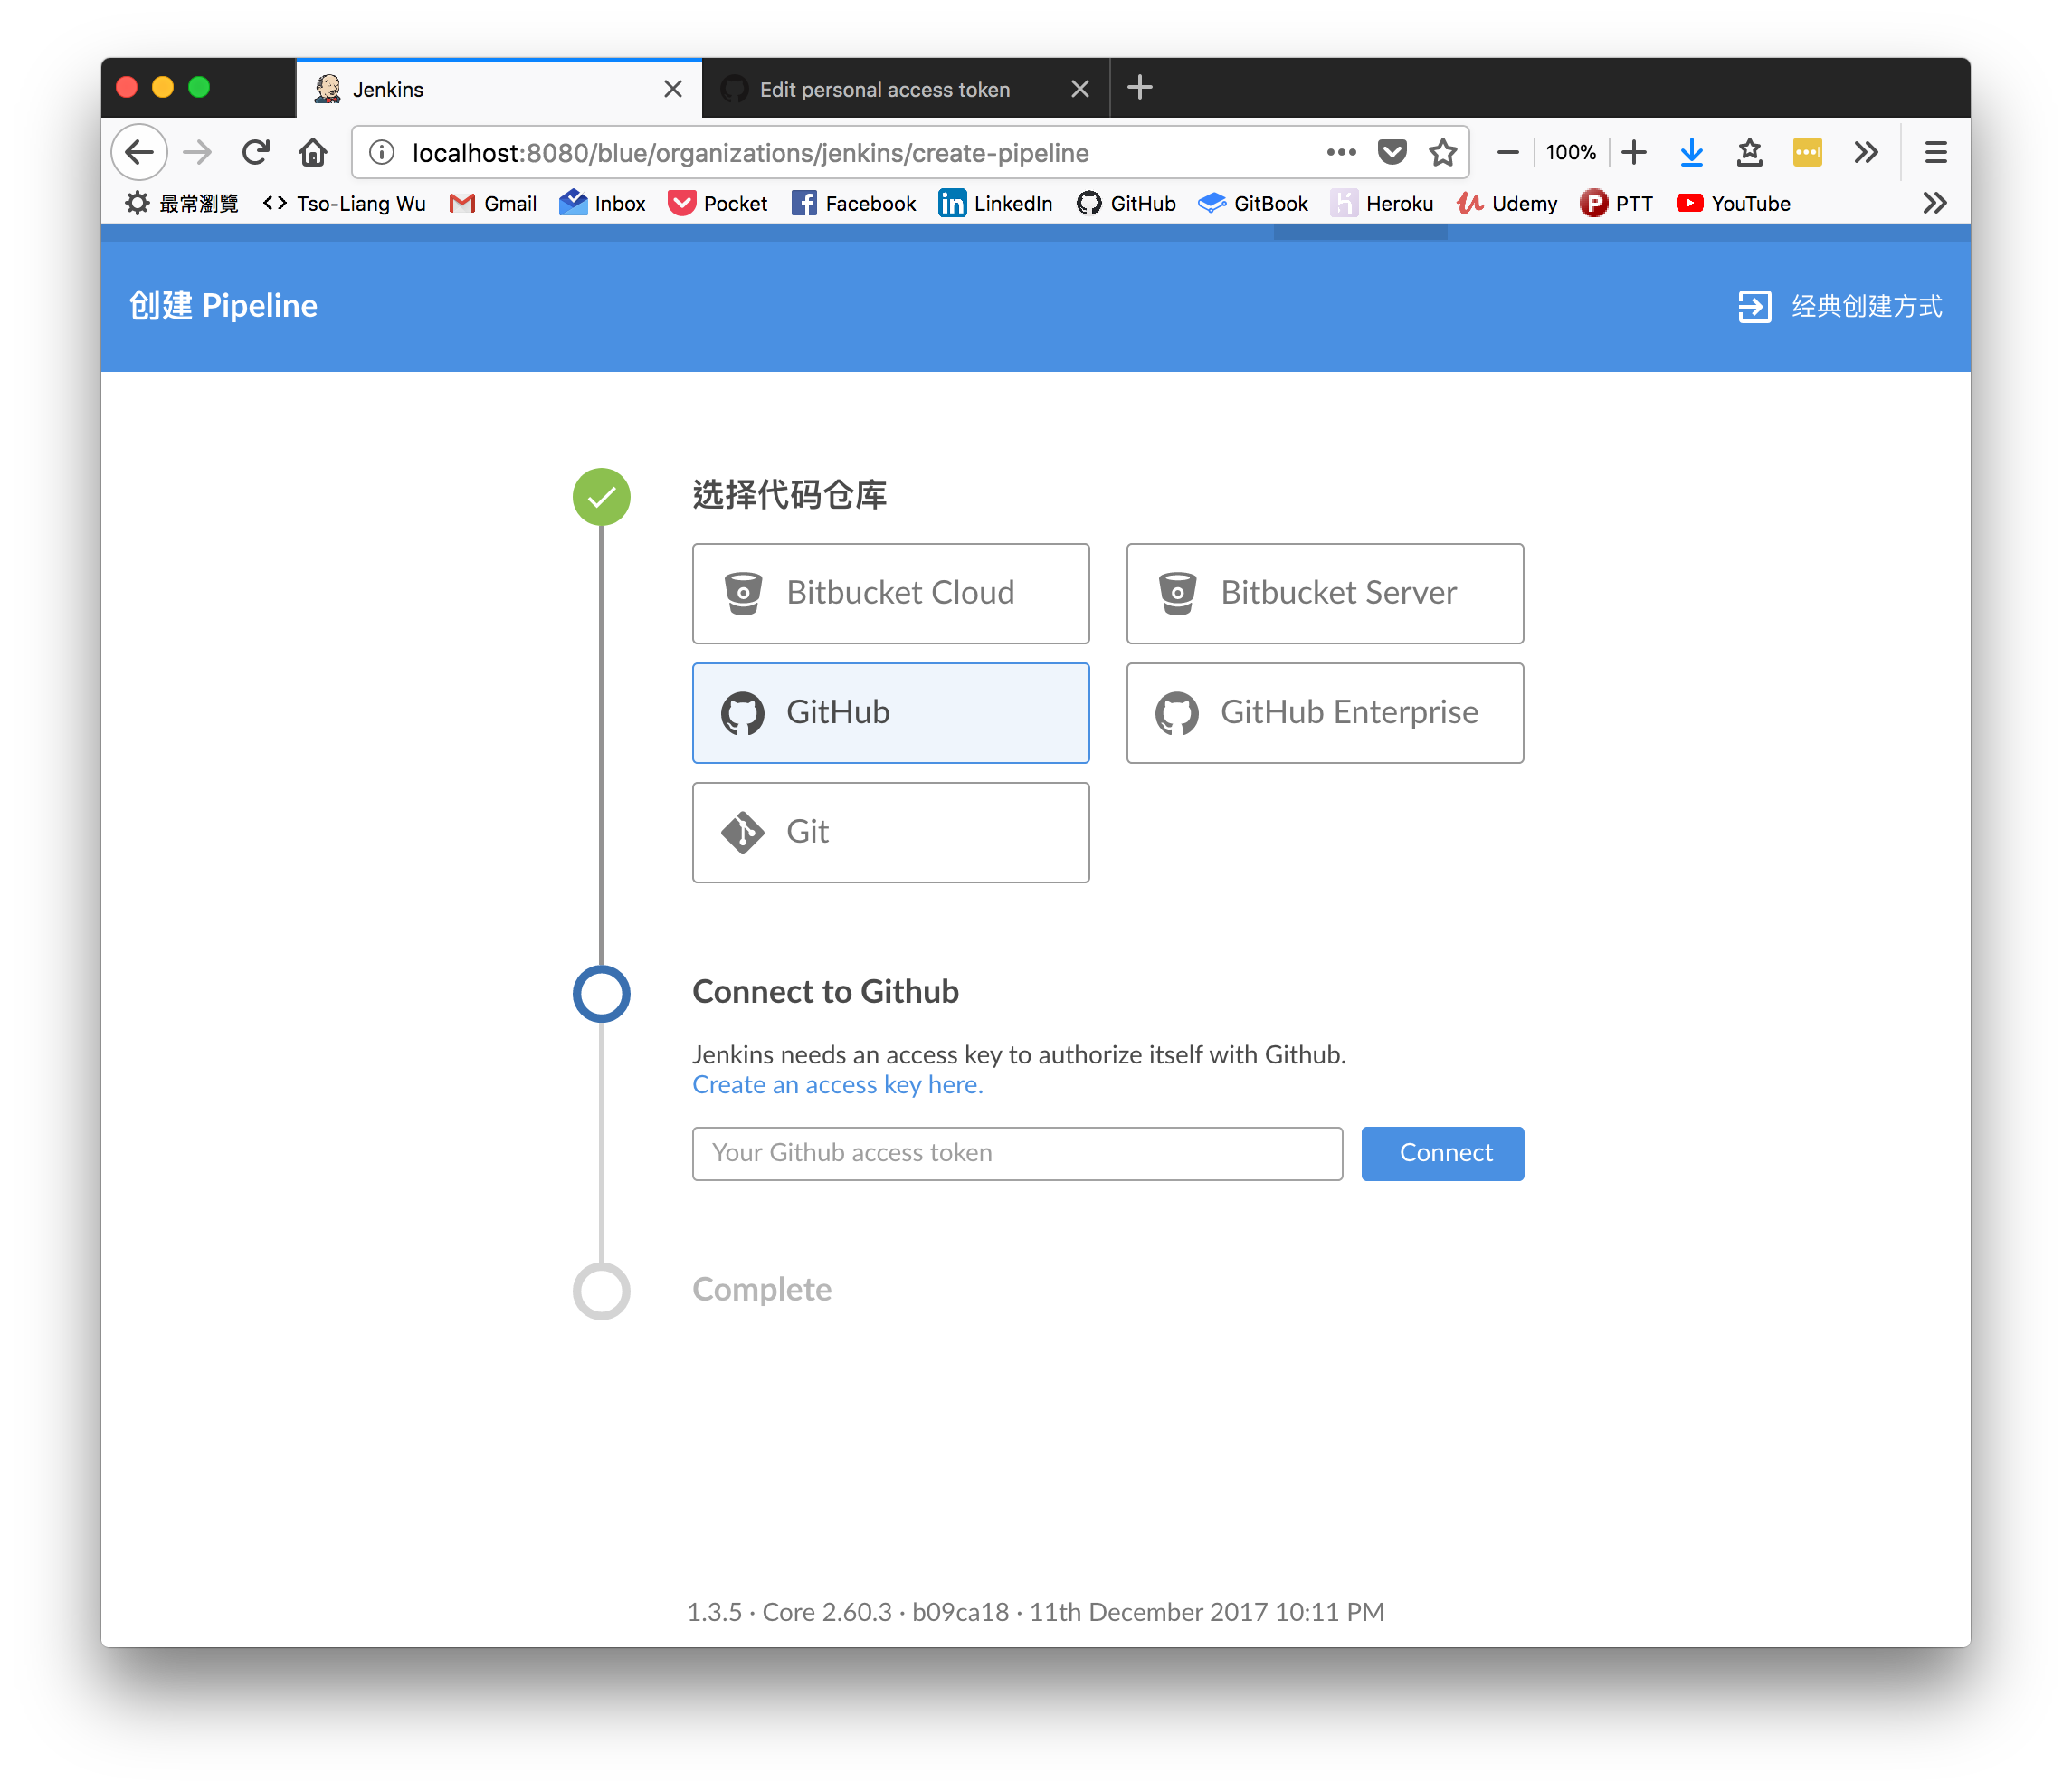 Jenkins
Edit personal access token
localhost:8080/blue/organizations/jenkins/create-pipeline
100%
最常瀏覽
Tso-Liang Wu
Gmail
Inbox
Pocket
Facebook
LinkedIn
GitHub
GitBook
Heroku
Udemy
PTT
YouTube
创建 Pipeline
经典创建方式
选择代码仓库
Bitbucket Cloud
Bitbucket Server
GitHub
GitHub Enterprise
Git
Connect to Github
Jenkins needs an access key to authorize itself with Github.
Create an access key here.
Your Github access token
Connect
Complete
1.3.5 · Core 2.60.3 · b09ca18 · 11th December 2017 10:11 PM